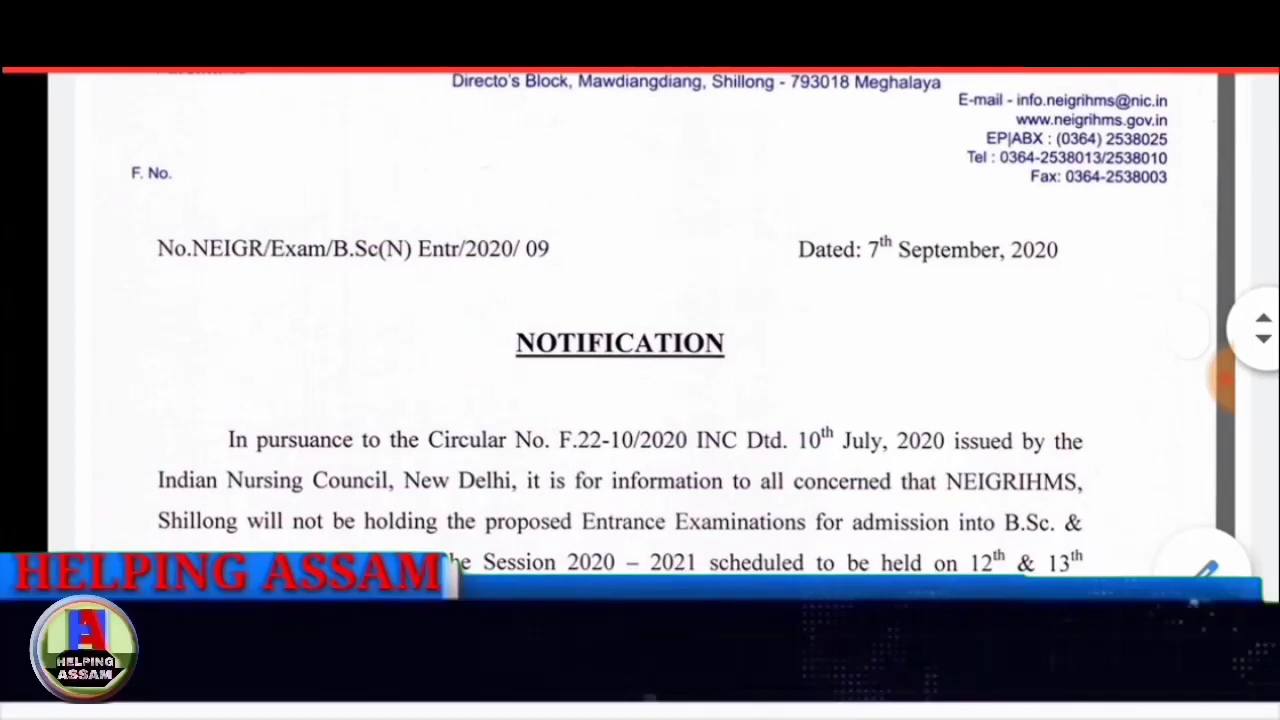 Directo's Block, Mawdiangdiang, Shillong - 793018 Meghalaya
E-mail - info.neigrihms@nic.in
www.neigrihms.gov.in
EP|ABX : (0364) 2538025
Tel : 0364-2538013/2538010
Fax: 0364-2538003
F. No.
No.NEIGR/Exam/B.Sc(N) Entr/2020/ 09
Dated: 7th September, 2020
NOTIFICATION
In pursuance to the Circular No. F.22-10/2020 INC Dtd. 10th July, 2020 issued by the
Indian Nursing Council, New Delhi, it is for information to all concerned that NEIGRIHMS,
Shillong will not be holding the proposed Entrance Examinations for admission into B.Sc. &
Session 2020 – 2021 scheduled to be held on 12th & 13th
HELPING ASSAM
A
HELPING
ASSAM